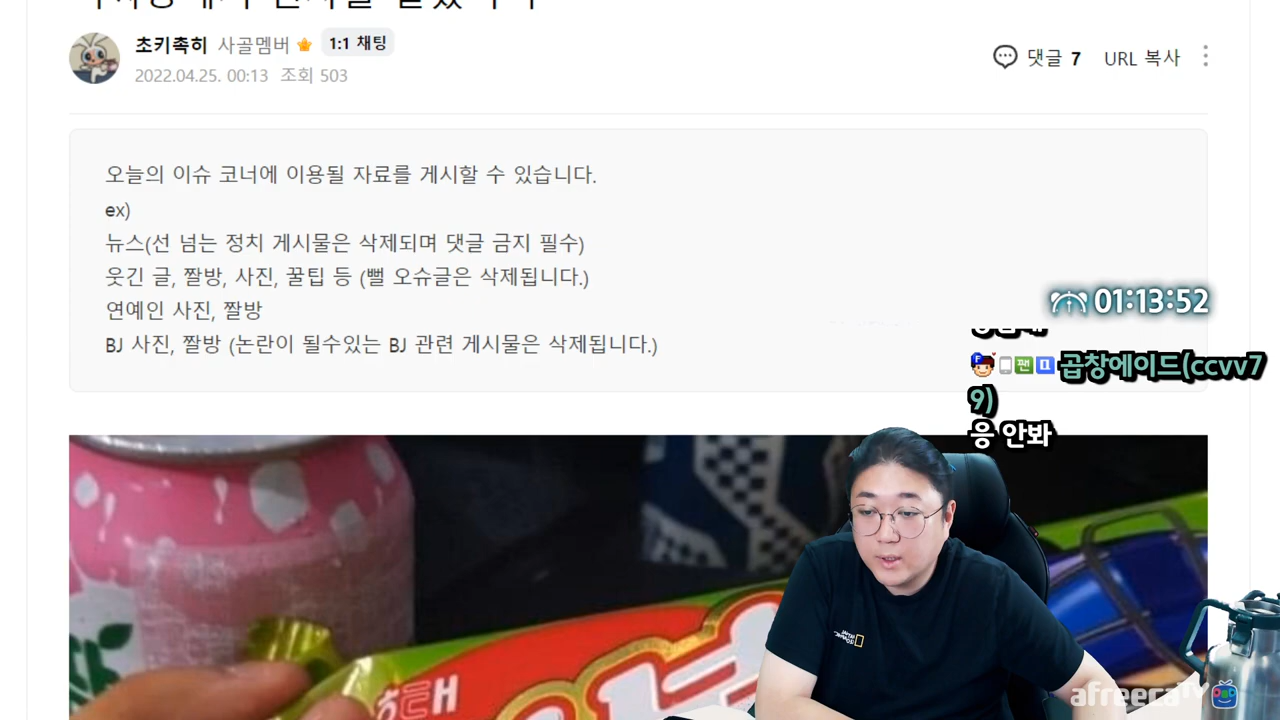 초키촉히 사골멤버 1:1 채팅
2022.04.25. 00:13 조회 503
댓글 7 URL 복사
오늘의 이슈 코너에 이용될 자료를 게시할 수 있습니다.
ex)
뉴스(선 넘는 정치 게시물은 삭제되며 댓글 금지 필수)
웃긴 글, 짤방, 사진, 꿀팁 등 (뻘 오슈글은 삭제됩니다.)
연예인 사진, 짤방
BJ 사진, 짤방 (논란이 될수있는 BJ 관련 게시물은 삭제됩니다.)
01:13:52
F 팬 곱창에이드(ccvv7
9)
응 안봐
해태
afreecaTV